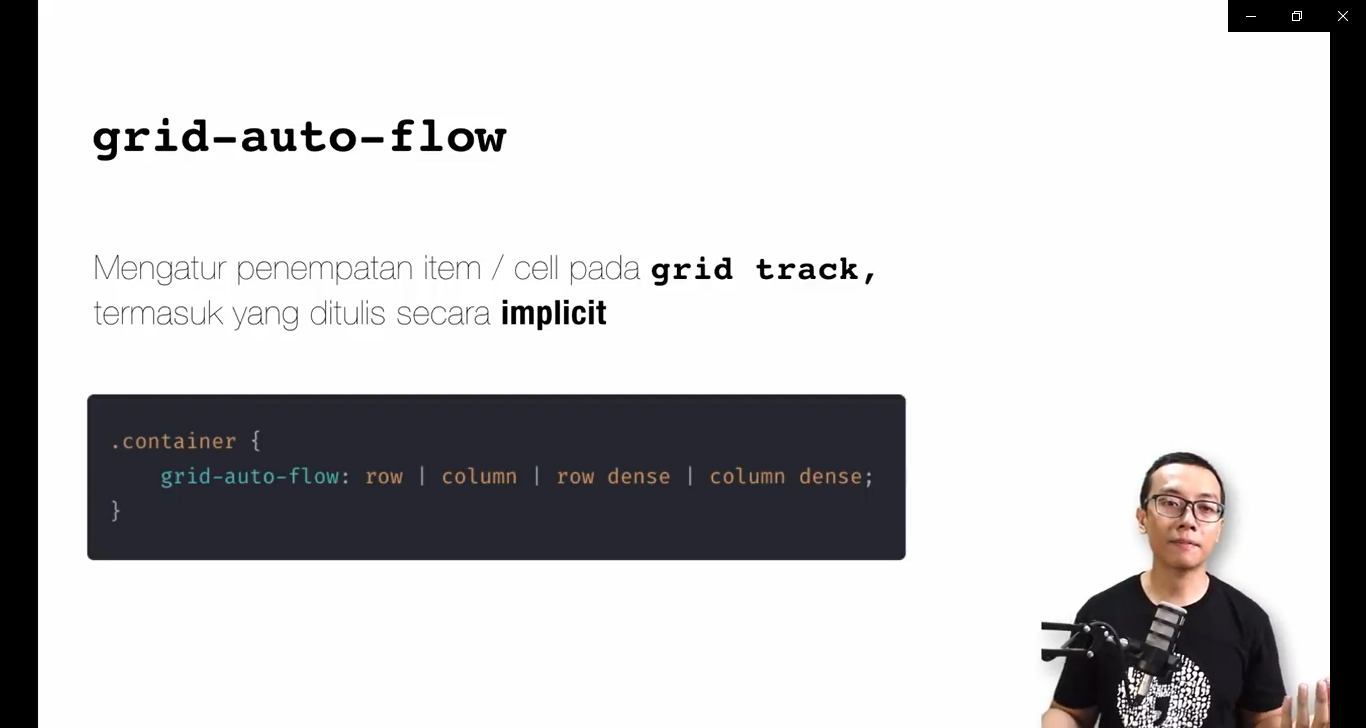 grid-auto-flow
Mengatur penempatan item / cell pada grid track,
termasuk yang ditulis secara implicit
.container {
    grid-auto-flow: row | column | row dense | column dense;
}